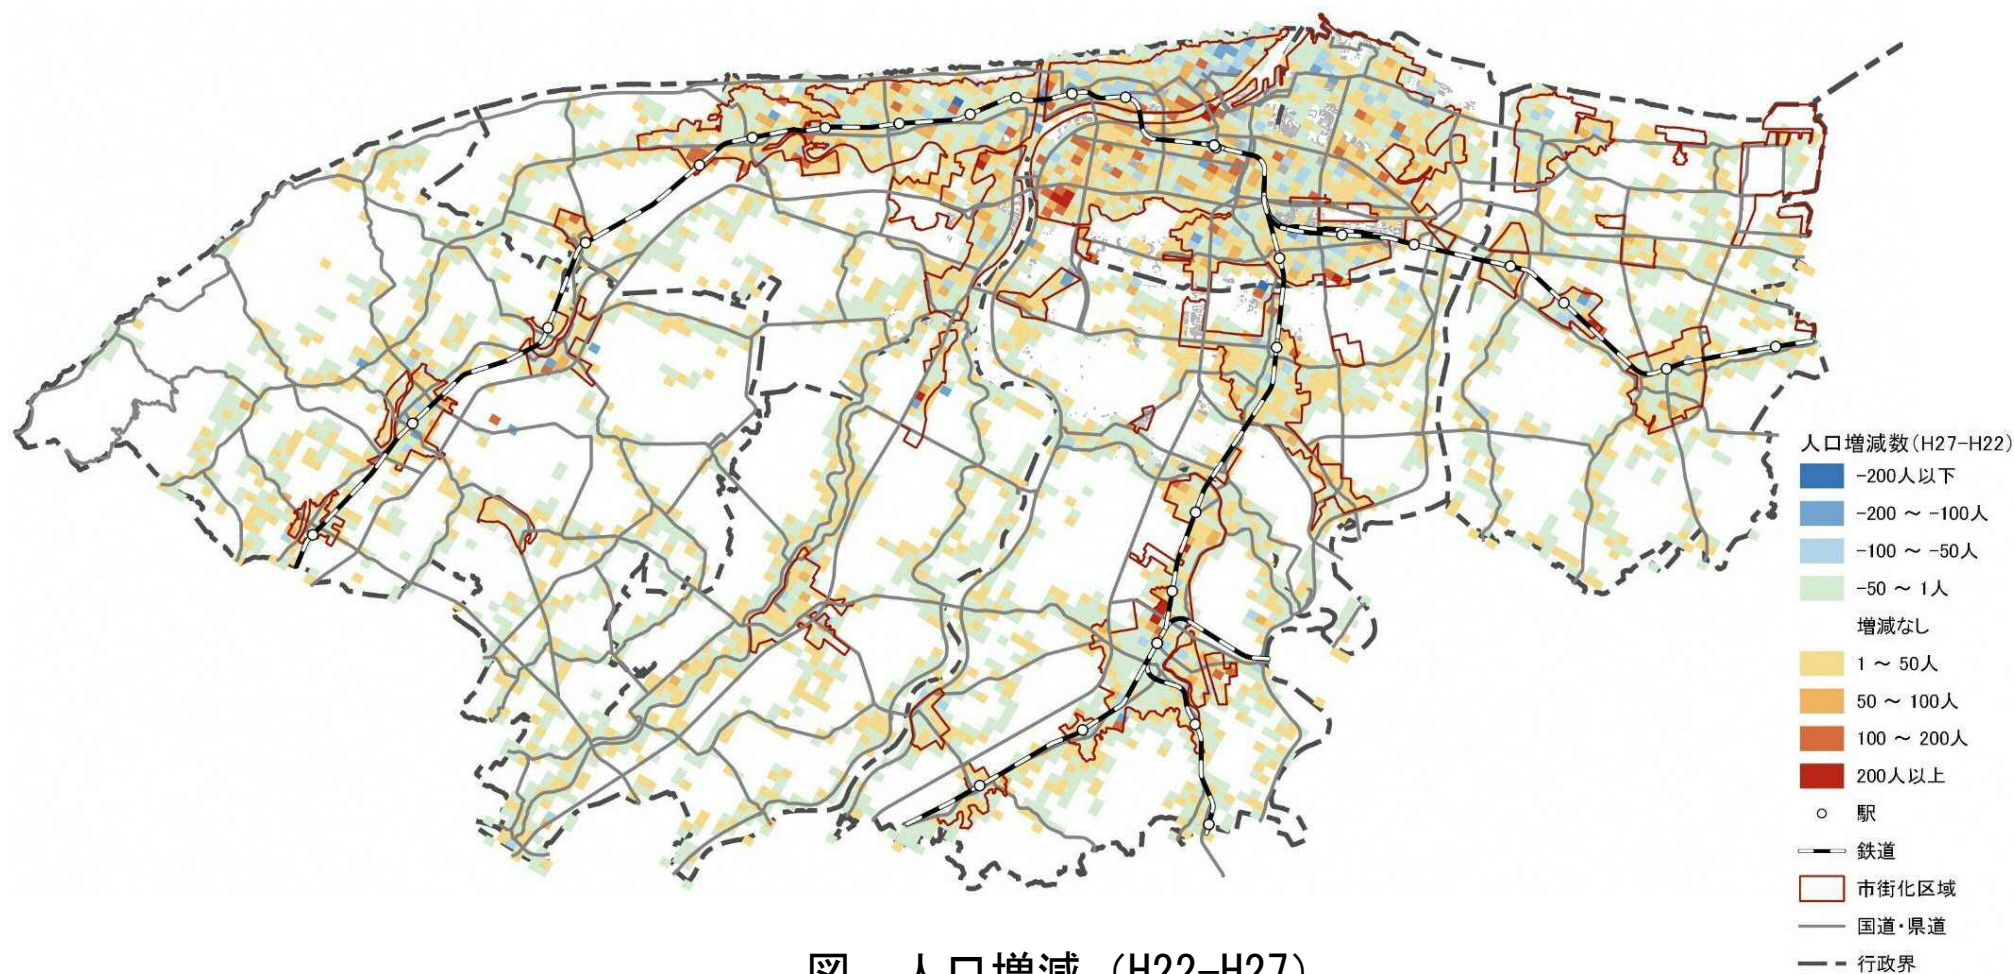 人口増減数(H27-H22)
-200人以下
-200 ～ -100人
-100 ～ -50人
-50 ～ 1人
増減なし
1 ～ 50人
50 ～ 100人
100 ～ 200人
200人以上
駅
鉄道
市街化区域
国道・県道
行政界
図 人口増減 (H22-H27)